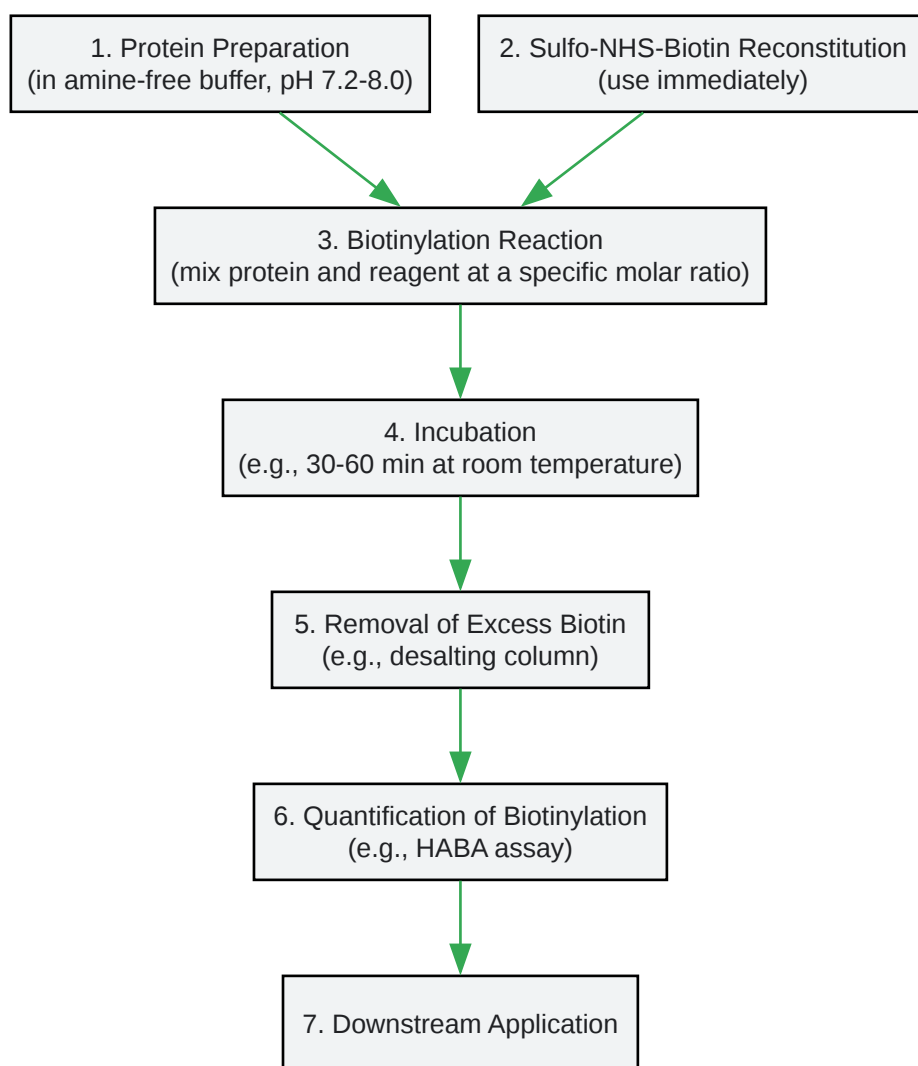 1. Protein Preparation
(in amine-free buffer, pH 7.2-8.0)
2. Sulfo-NHS-Biotin Reconstitution
(use immediately)
3. Biotinylation Reaction
(mix protein and reagent at a specific molar ratio)
4. Incubation
(e.g., 30-60 min at room temperature)
5. Removal of Excess Biotin
(e.g., desalting column)
6. Quantification of Biotinylation
(e.g., HABA assay)
7. Downstream Application